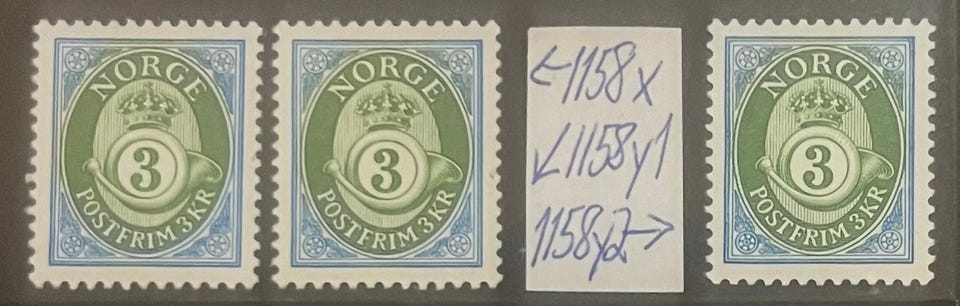 NORGE
3
POSTFRIM 3KR
NORGE
3
POSTFRIM 3KR
←1158x
↙1158y1
1158y2→
NORGE
3
POSTFRIM 3KR